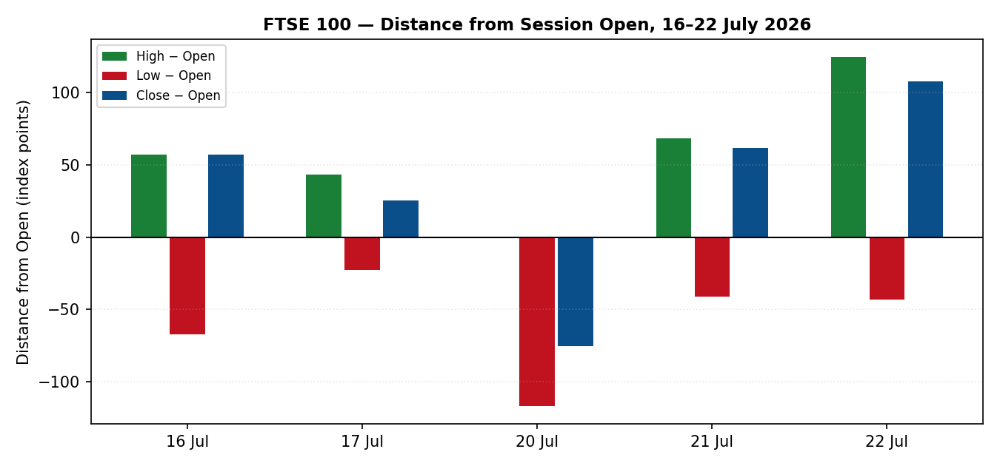 FTSE 100 — Distance from Session Open, 16–22 July 2026
High − Open
Low − Open
Close − Open
Distance from Open (index points)
100
50
0
−50
−100
16 Jul
17 Jul
20 Jul
21 Jul
22 Jul